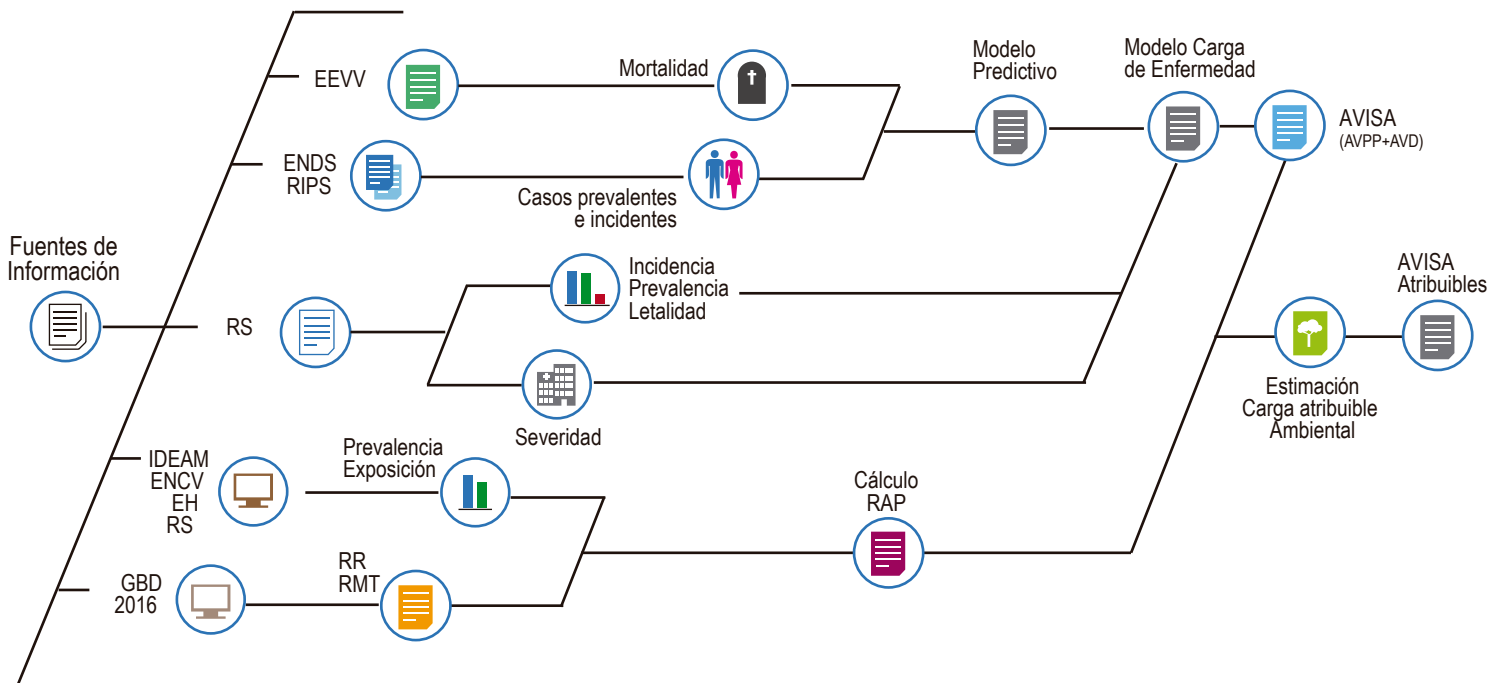 Fuentes de
Información
EEVV
Mortalidad
Modelo
Predictivo
Modelo Carga
de Enfermedad
AVISA
(AVPP+AVD)
ENDS
RIPS
Casos prevalentes
e incidentes
RS
Incidencia
Prevalencia
Letalidad
Severidad
AVISA
Atribuibles
Estimación
Carga atribuible
Ambiental
IDEAM
ENCV
EH
RS
Prevalencia
Exposición
Cálculo
RAP
GBD
2016
RR
RMT